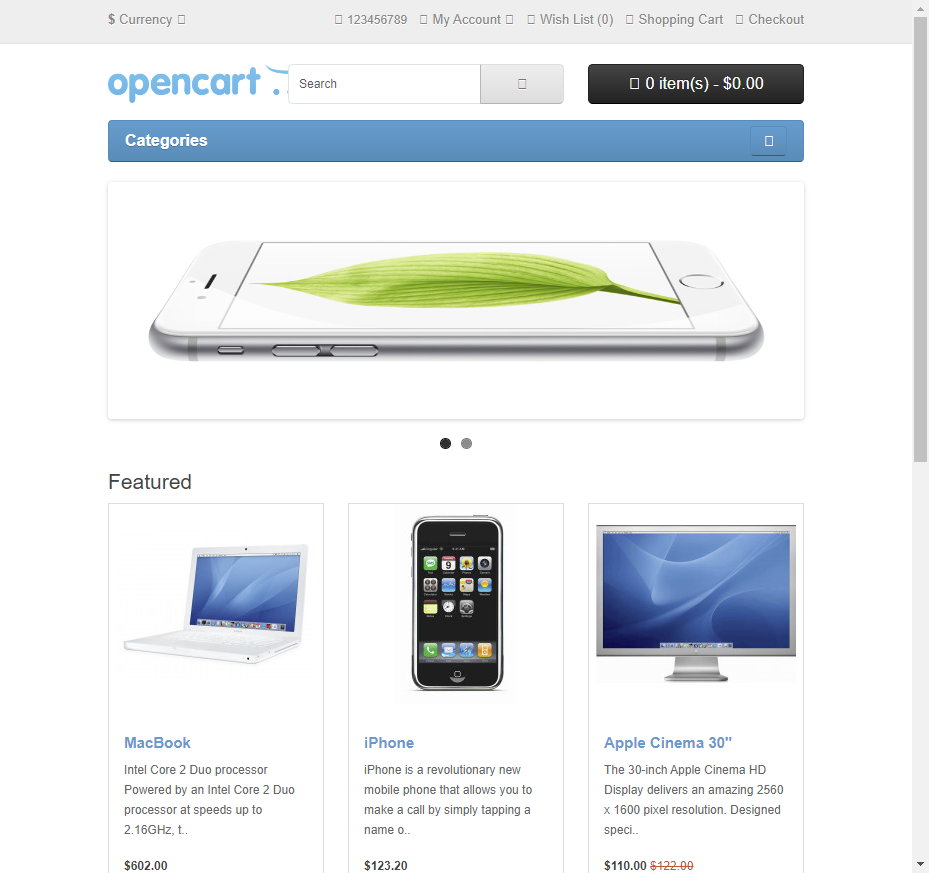 $ Currency
123456789 My Account Wish List (0) Shopping Cart Checkout
opencart
Search
0 item(s) - $0.00
Categories
Featured
MacBook
Intel Core 2 Duo processor
Powered by an Intel Core 2 Duo
processor at speeds up to
2.16GHz, t..
$602.00
iPhone
iPhone is a revolutionary new
mobile phone that allows you to
make a call by simply tapping a
name o..
$123.20
Apple Cinema 30"
The 30-inch Apple Cinema HD
Display delivers an amazing 2560
x 1600 pixel resolution. Designed
speci..
$110.00 $122.00